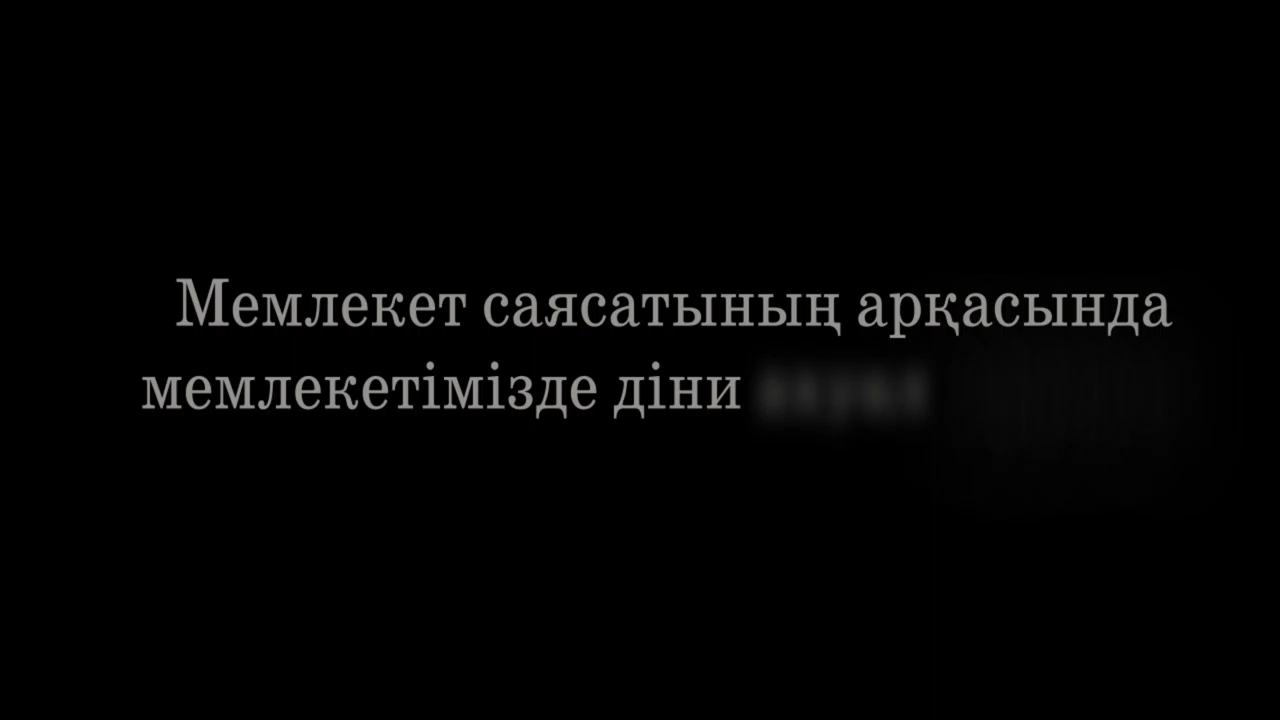 Мемлекет саясатының арқасында
мемлекетімізде діни